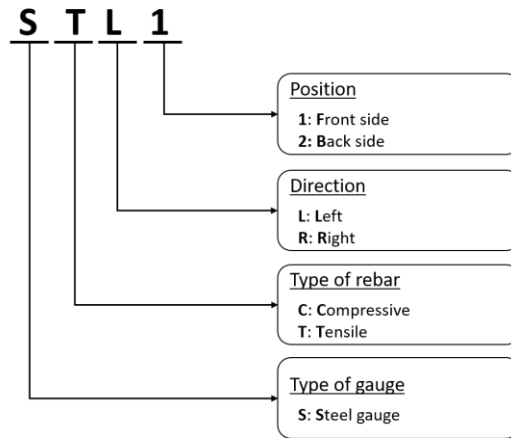 S T L 1
Position
1: Front side
2: Back side
Direction
L: Left
R: Right
Type of rebar
C: Compressive
T: Tensile
Type of gauge
S: Steel gauge